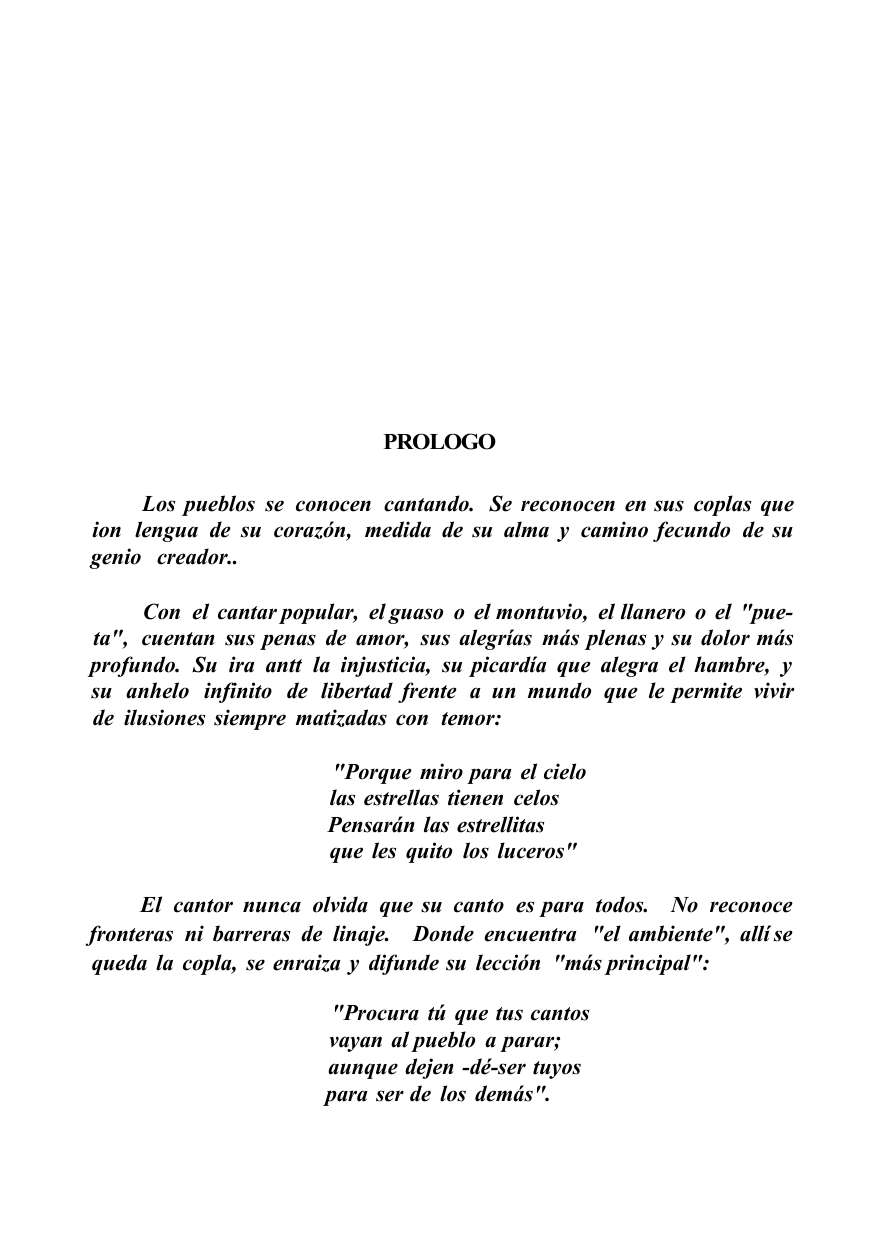 PROLOGO
Los pueblos se conocen cantando. Se reconocen en sus coplas que
ion lengua de su corazón, medida de su alma y camino fecundo de su
genio creador..
Con el cantar popular, el guaso o el montuvio, el llanero o el "pue-
ta", cuentan sus penas de amor, sus alegrías más plenas y su dolor más
profundo. Su ira antt la injusticia, su picardía que alegra el hambre, y
su anhelo infinito de libertad frente a un mundo que le permite vivir
de ilusiones siempre matizadas con temor:
"Porque miro para el cielo
las estrellas tienen celos
Pensarán las estrellitas
que les quito los luceros"
El cantor nunca olvida que su canto es para todos. No reconoce
fronteras ni barreras de linaje. Donde encuentra "el ambiente", allí se
queda la copla, se enraiza y difunde su lección "más principal":
"Procura tú que tus cantos
vayan al pueblo a parar;
aunque dejen -dé-ser tuyos
para ser de los demás".